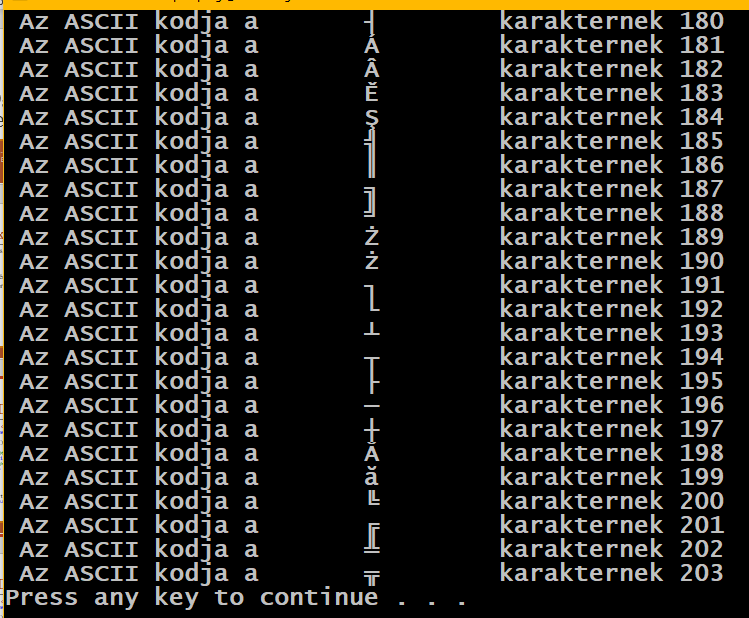 Az ASCII kodja a ┤ karakternek 180
Az ASCII kodja a Á karakternek 181
Az ASCII kodja a Â karakternek 182
Az ASCII kodja a Ě karakternek 183
Az ASCII kodja a Ş karakternek 184
Az ASCII kodja a ╣ karakternek 185
Az ASCII kodja a ║ karakternek 186
Az ASCII kodja a ╗ karakternek 187
Az ASCII kodja a ╝ karakternek 188
Az ASCII kodja a Ż karakternek 189
Az ASCII kodja a ż karakternek 190
Az ASCII kodja a ┐ karakternek 191
Az ASCII kodja a └ karakternek 192
Az ASCII kodja a ┴ karakternek 193
Az ASCII kodja a ┬ karakternek 194
Az ASCII kodja a ├ karakternek 195
Az ASCII kodja a ─ karakternek 196
Az ASCII kodja a ┼ karakternek 197
Az ASCII kodja a Ă karakternek 198
Az ASCII kodja a ă karakternek 199
Az ASCII kodja a ╚ karakternek 200
Az ASCII kodja a ╔ karakternek 201
Az ASCII kodja a ╩ karakternek 202
Az ASCII kodja a ╦ karakternek 203
Press any key to continue . . .